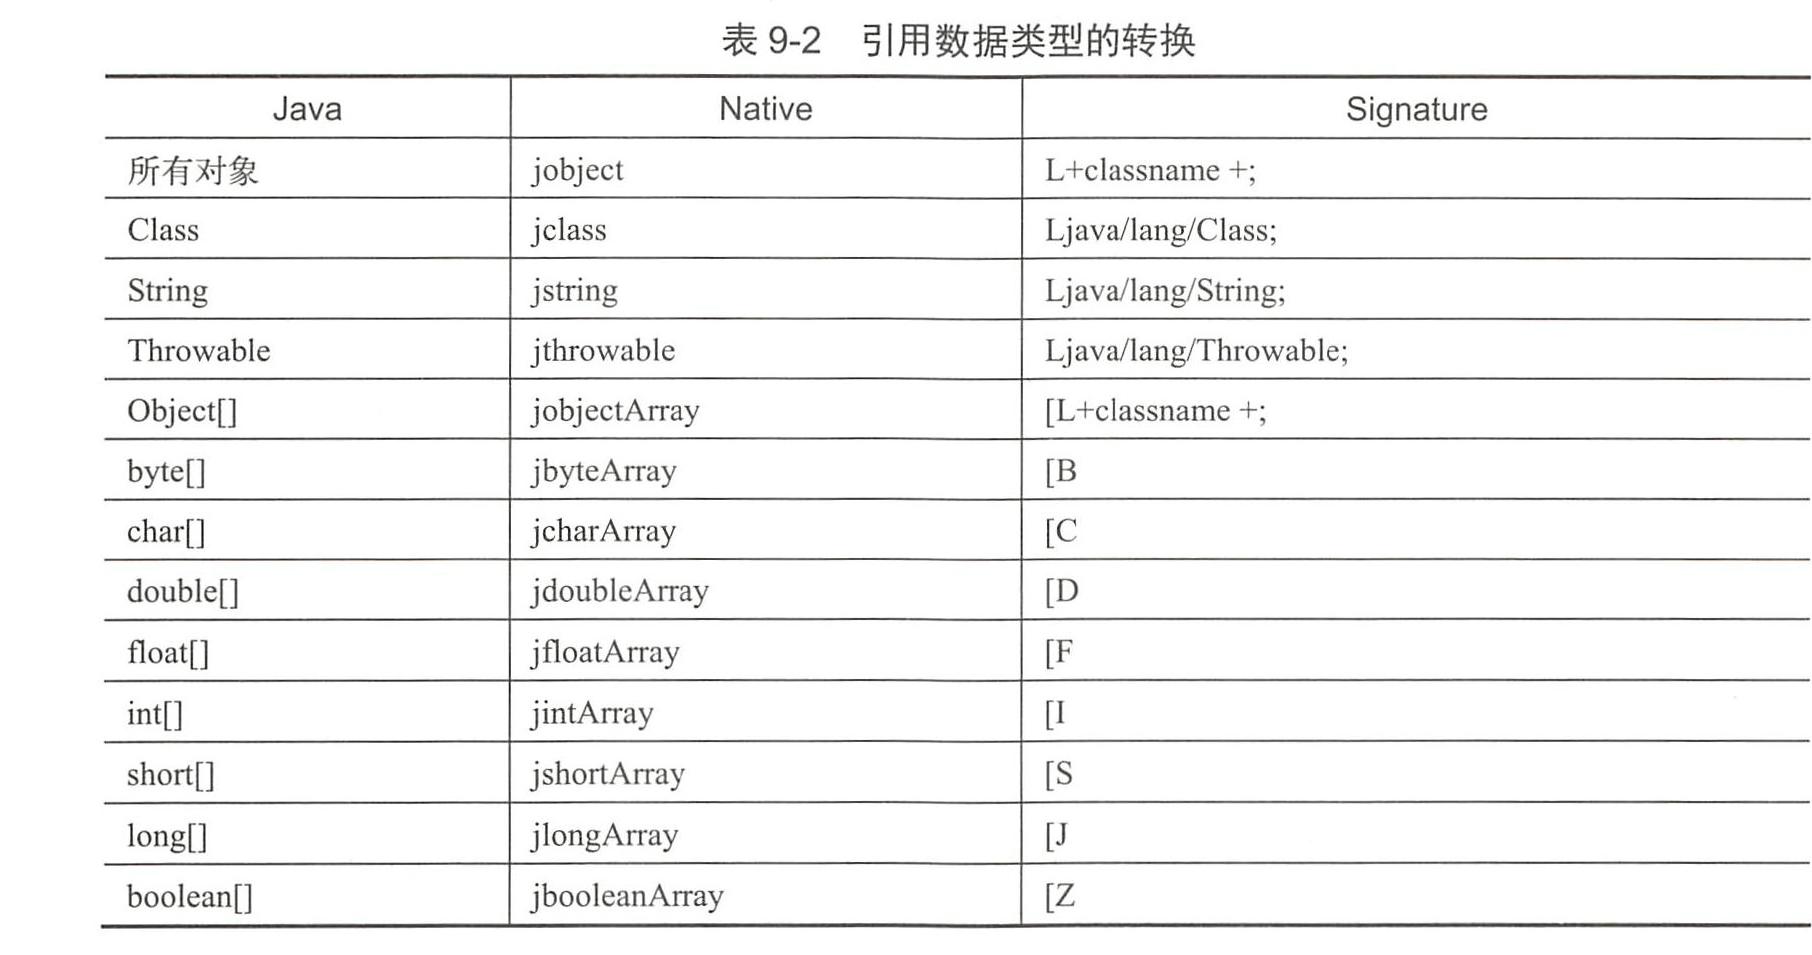 表 9-2 引用数据类型的转换
Java Native Signature
所有对象 jobject L+classname +;
Class jclass Ljava/lang/Class;
String jstring Ljava/lang/String;
Throwable jthrowable Ljava/lang/Throwable;
Object[] jobjectArray [L+classname +;
byte[] jbyteArray [B
char[] jcharArray [C
double[] jdoubleArray [D
float[] jfloatArray [F
int[] jintArray [I
short[] jshortArray [S
long[] jlongArray [J
boolean[] jbooleanArray [Z